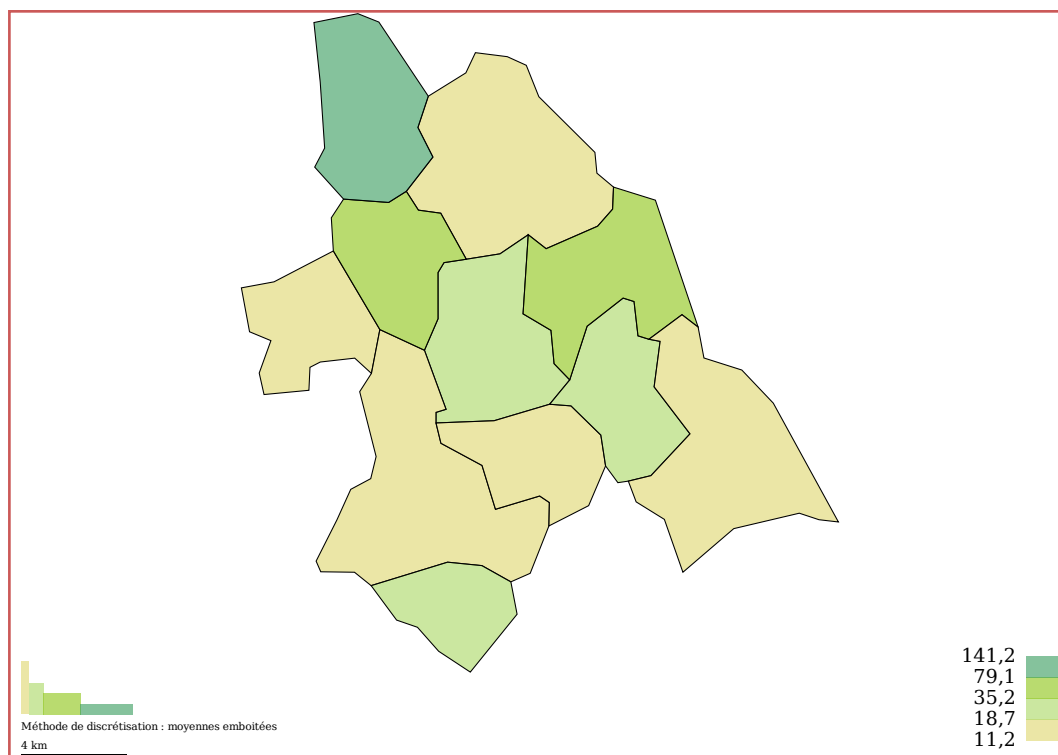 141,2
79,1
35,2
18,7
11,2
Méthode de discrétisation : moyennes emboitées
4 km